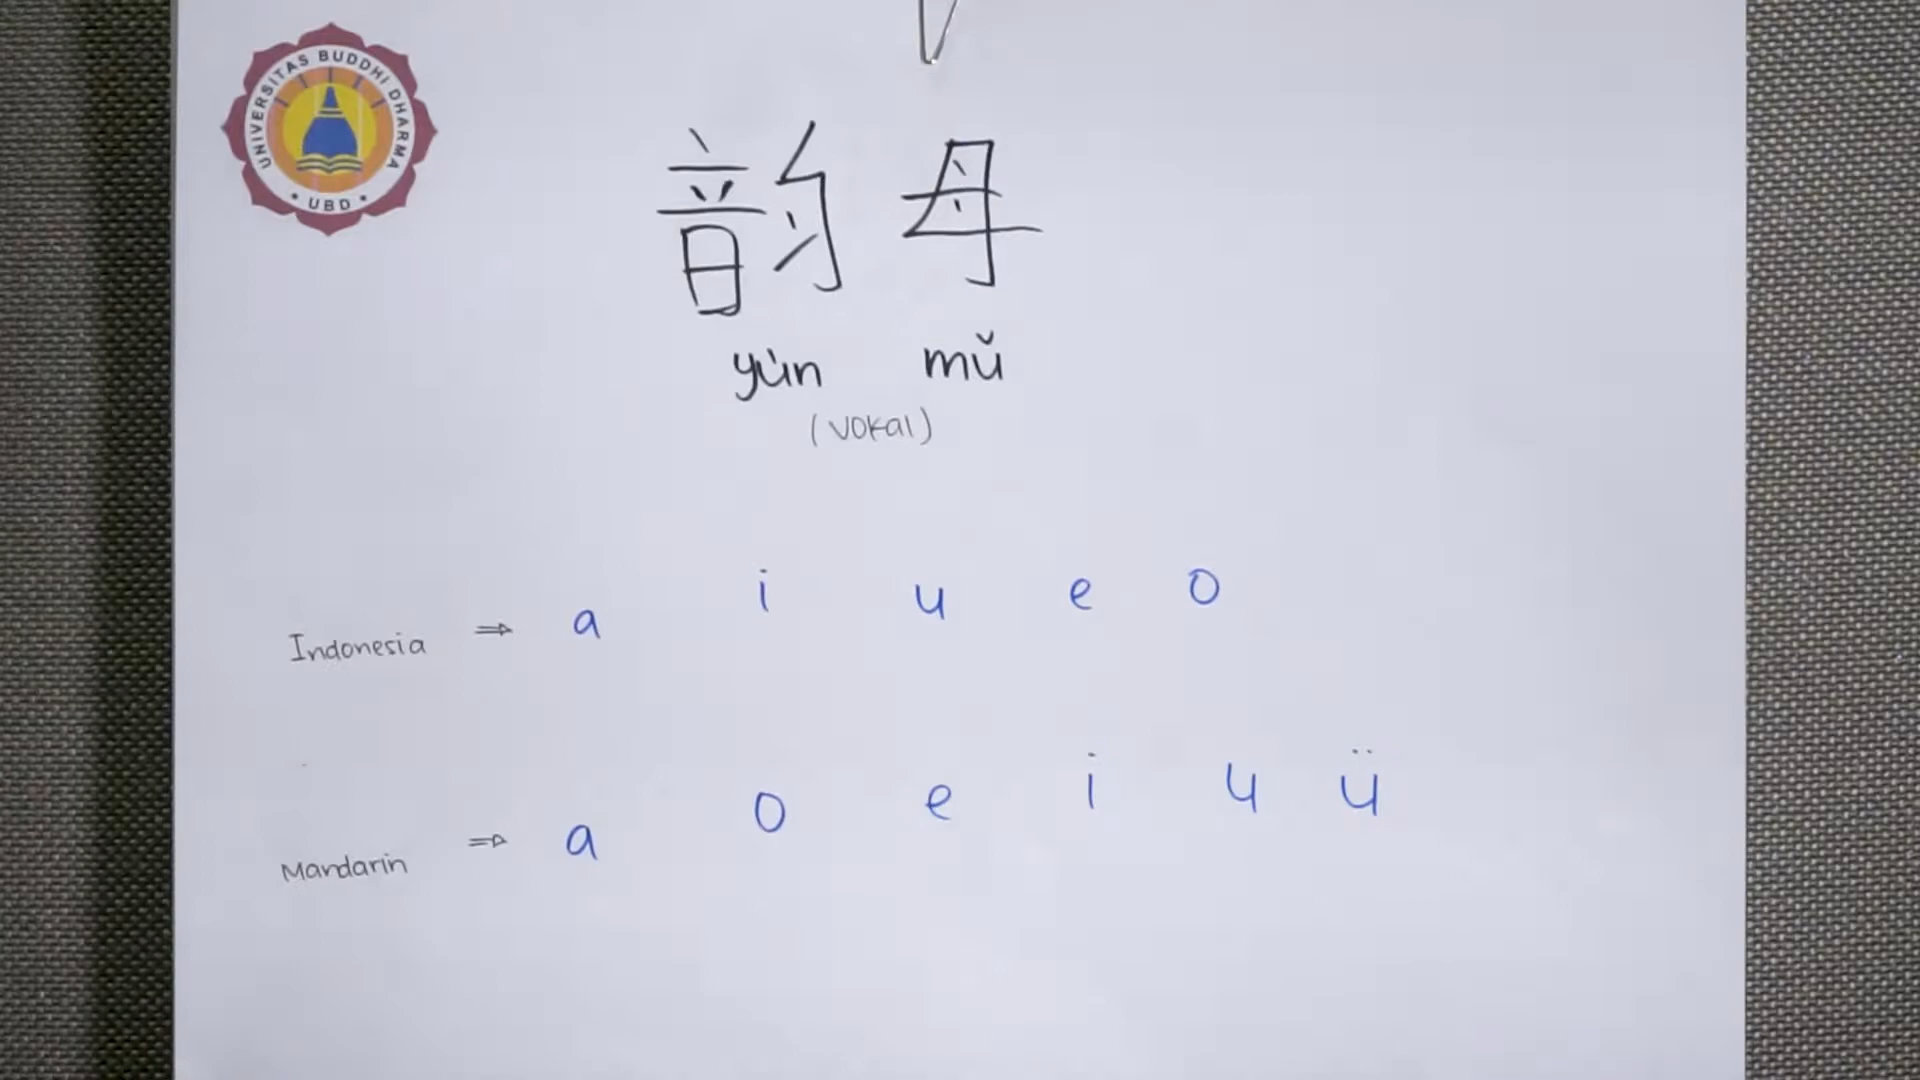 UNIVERSITAS BUDDHI DHARMA
• UBD •
韵母
yùn mǔ
(vokal)
Indonesia ⇒ a i u e o
Mandarin ⇒ a o e i u ü